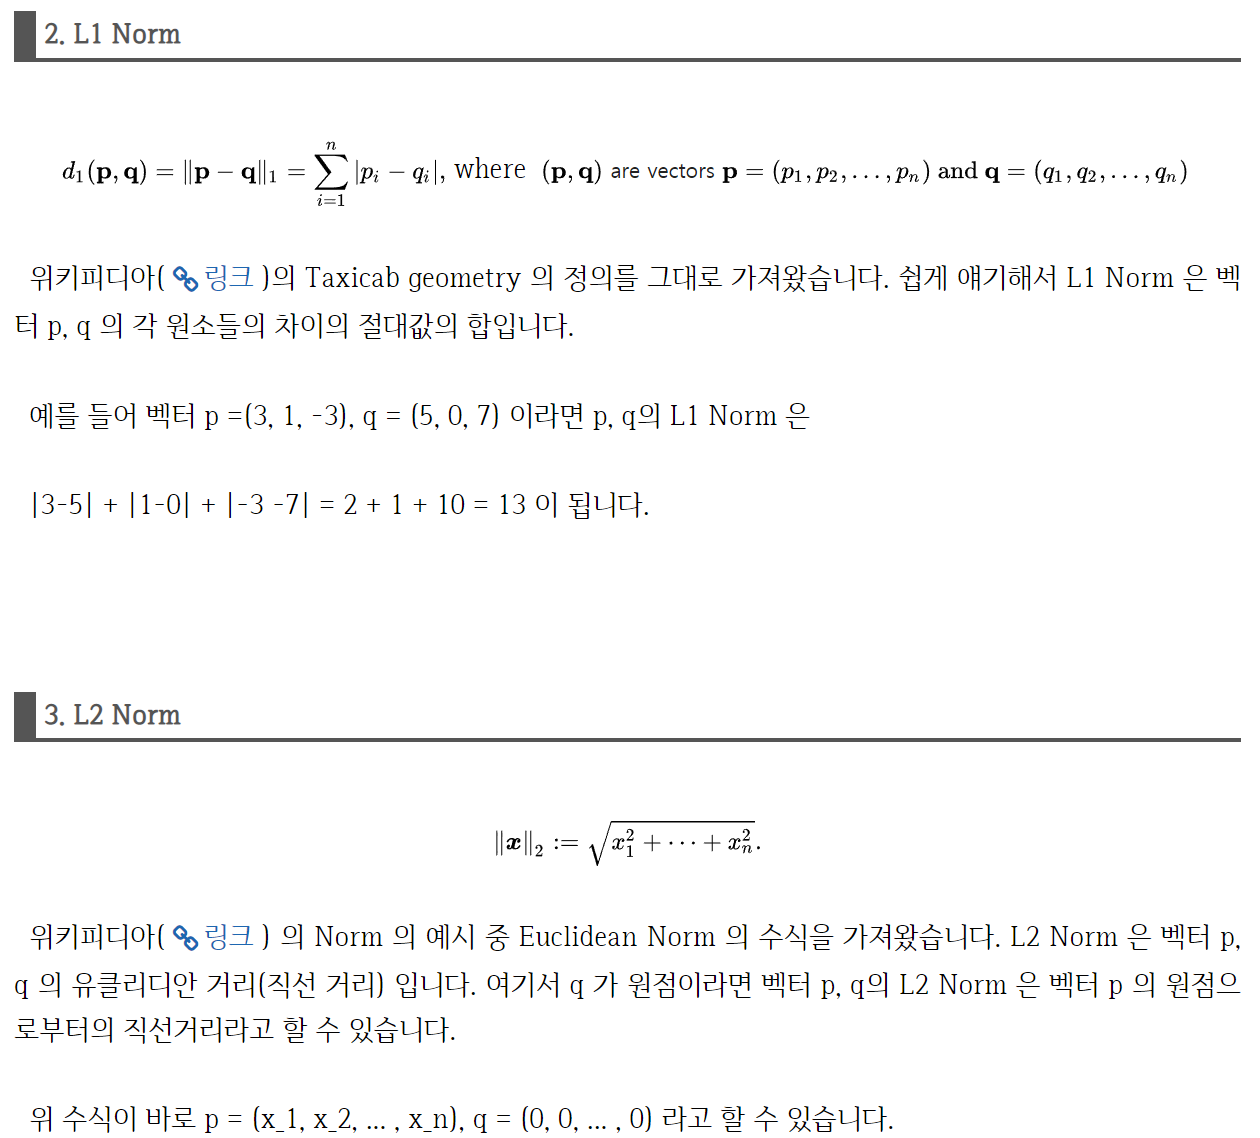 2. L1 Norm
d₁(p, q) = ‖p − q‖₁ = ∑ᵢ₌₁ⁿ |pᵢ − qᵢ|, where (p, q) are vectors p = (p₁, p₂, . . . , pₙ) and q = (q₁, q₂, . . . , qₙ)
위키피디아( 링크 )의 Taxicab geometry 의 정의를 그대로 가져왔습니다. 쉽게 얘기해서 L1 Norm 은 벡
터 p, q 의 각 원소들의 차이의 절대값의 합입니다.
예를 들어 벡터 p =(3, 1, -3), q = (5, 0, 7) 이라면 p, q의 L1 Norm 은
|3-5| + |1-0| + |-3 -7| = 2 + 1 + 10 = 13 이 됩니다.
3. L2 Norm
‖x‖₂ := √(x₁² + ··· + xₙ²).
위키피디아( 링크 ) 의 Norm 의 예시 중 Euclidean Norm 의 수식을 가져왔습니다. L2 Norm 은 벡터 p,
q 의 유클리디안 거리(직선 거리) 입니다. 여기서 q 가 원점이라면 벡터 p, q의 L2 Norm 은 벡터 p 의 원점으
로부터의 직선거리라고 할 수 있습니다.
위 수식이 바로 p = (x_1, x_2, ... , x_n), q = (0, 0, ... , 0) 라고 할 수 있습니다.